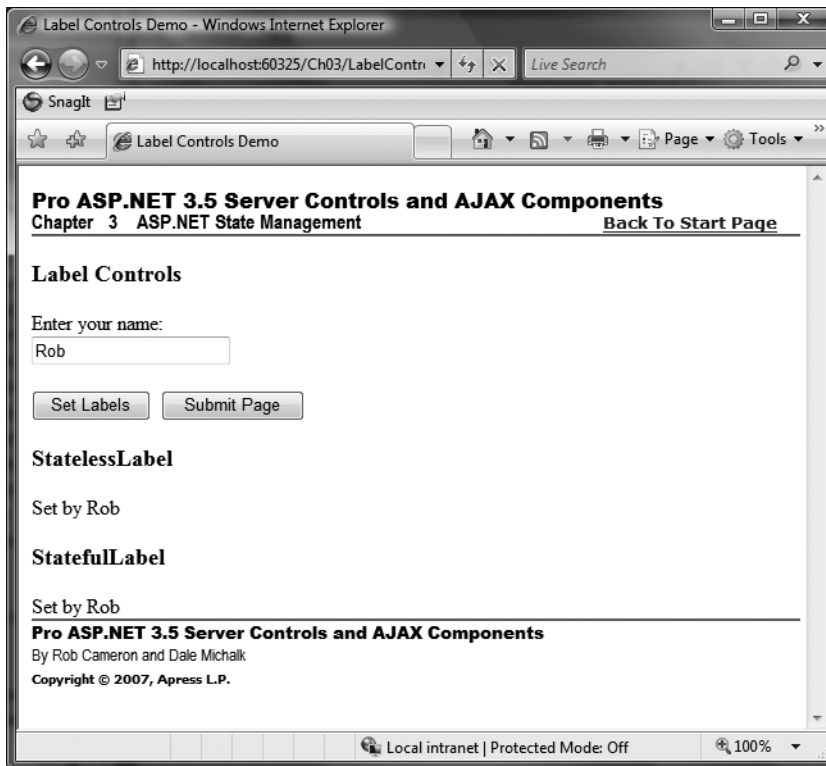 Label Controls Demo - Windows Internet Explorer
http://localhost:60325/Ch03/LabelContr Live Search
SnagIt
Label Controls Demo Page Tools »
Pro ASP.NET 3.5 Server Controls and AJAX Components
Chapter 3 ASP.NET State Management Back To Start Page
Label Controls
Enter your name:
Rob
Set Labels Submit Page
StatelessLabel
Set by Rob
StatefulLabel
Set by Rob
Pro ASP.NET 3.5 Server Controls and AJAX Components
By Rob Cameron and Dale Michalk
Copyright © 2007, Apress L.P.
Local intranet | Protected Mode: Off 100%